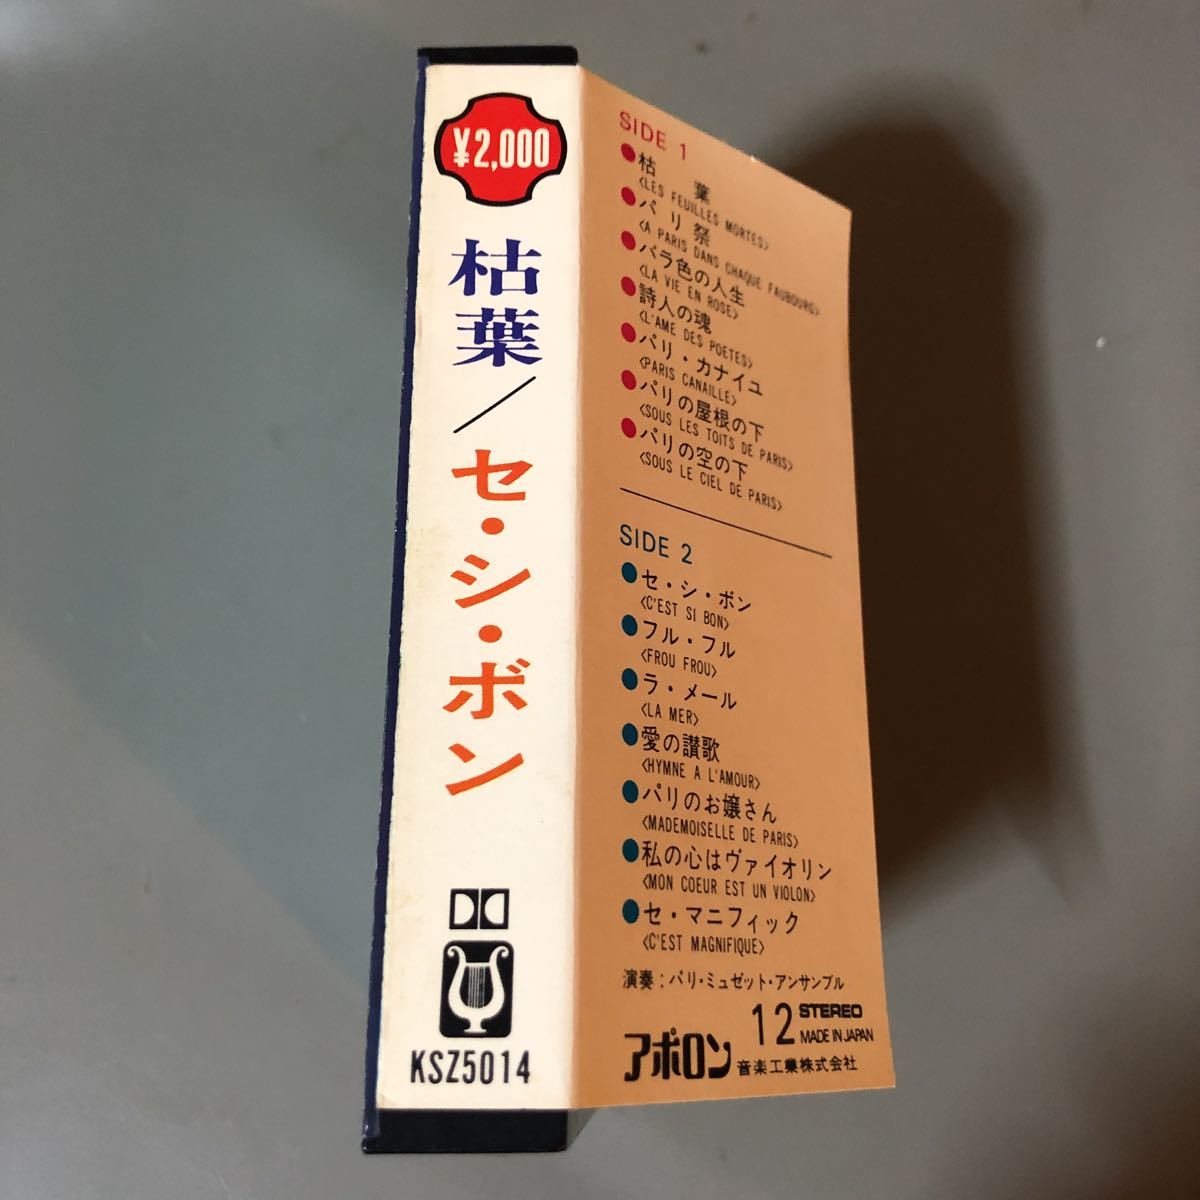 ¥2,000
枯葉/セ・シ・ボン
KSZ5014
SIDE 1
枯葉
<LES FEUILLES MORTES>
パリ祭
<A PARIS DANS CHAQUE FAUBOURG>
バラ色の人生
<LA VIE EN ROSE>
詩人の魂
<L'AME DES POETES>
パリ・カナイユ
<PARIS CANAILLE>
パリの屋根の下
<SOUS LES TOITS DE PARIS>
パリの空の下
<SOUS LE CIEL DE PARIS>
SIDE 2
セ・シ・ボン
<C'EST SI BON>
フル・フル
<FROU FROU>
ラ・メール
<LA MER>
愛の讃歌
<HYMNE A L'AMOUR>
パリのお嬢さん
<MADEMOISELLE DE PARIS>
私の心はヴァイオリン
<MON COEUR EST UN VIOLON>
セ・マニフィック
<C'EST MAGNIFIQUE>
演奏:パリ・ミュゼット・アンサンブル
12 STEREO
MADE IN JAPAN
アポロン音楽工業株式会社